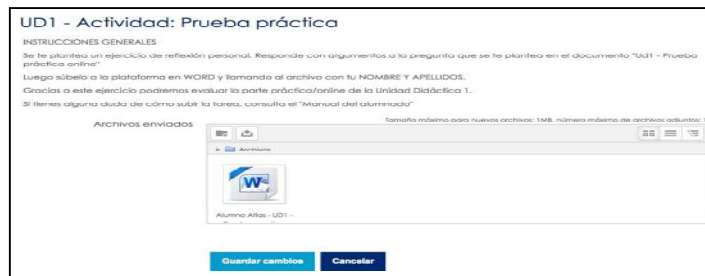 UD1 - Actividad: Prueba práctica
INSTRUCCIONES GENERALES
Se te plantea un ejercicio de reflexión personal. Responde con argumentos a la pregunta que se te plantea en el documento "Ud1 - Prueba
práctica online"
Luego súbelo a la plataforma en WORD y llamando al archivo con tu NOMBRE Y APELLIDOS.
Gracias a este ejercicio podremos evaluar la parte práctica/online de la Unidad Didáctica 1.
Si tienes alguna duda de cómo subir la tarea, consulta el "Manual del alumnado"
Archivos enviados
Tamaño máximo para nuevos archivos: 1MB, número máximo de archivos adjuntos: 1
Archivos
W
Alumno Atlas - UD1 -
Guardar cambios Cancelar